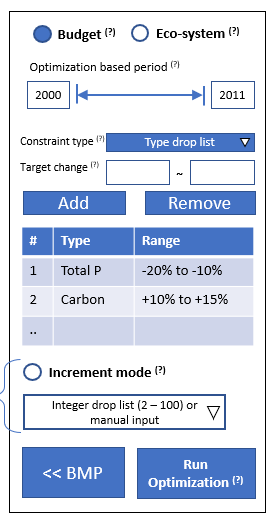 Budget (?) Eco-system (?)
Optimization based period (?)
2000 2011
Constraint type (?) Type drop list
Target change (?) ~
Add Remove
# Type Range
1 Total P -20% to -10%
2 Carbon +10% to +15%
..
Increment mode (?)
Integer drop list (2 – 100) or
manual input
<< BMP
Run
Optimization (?)